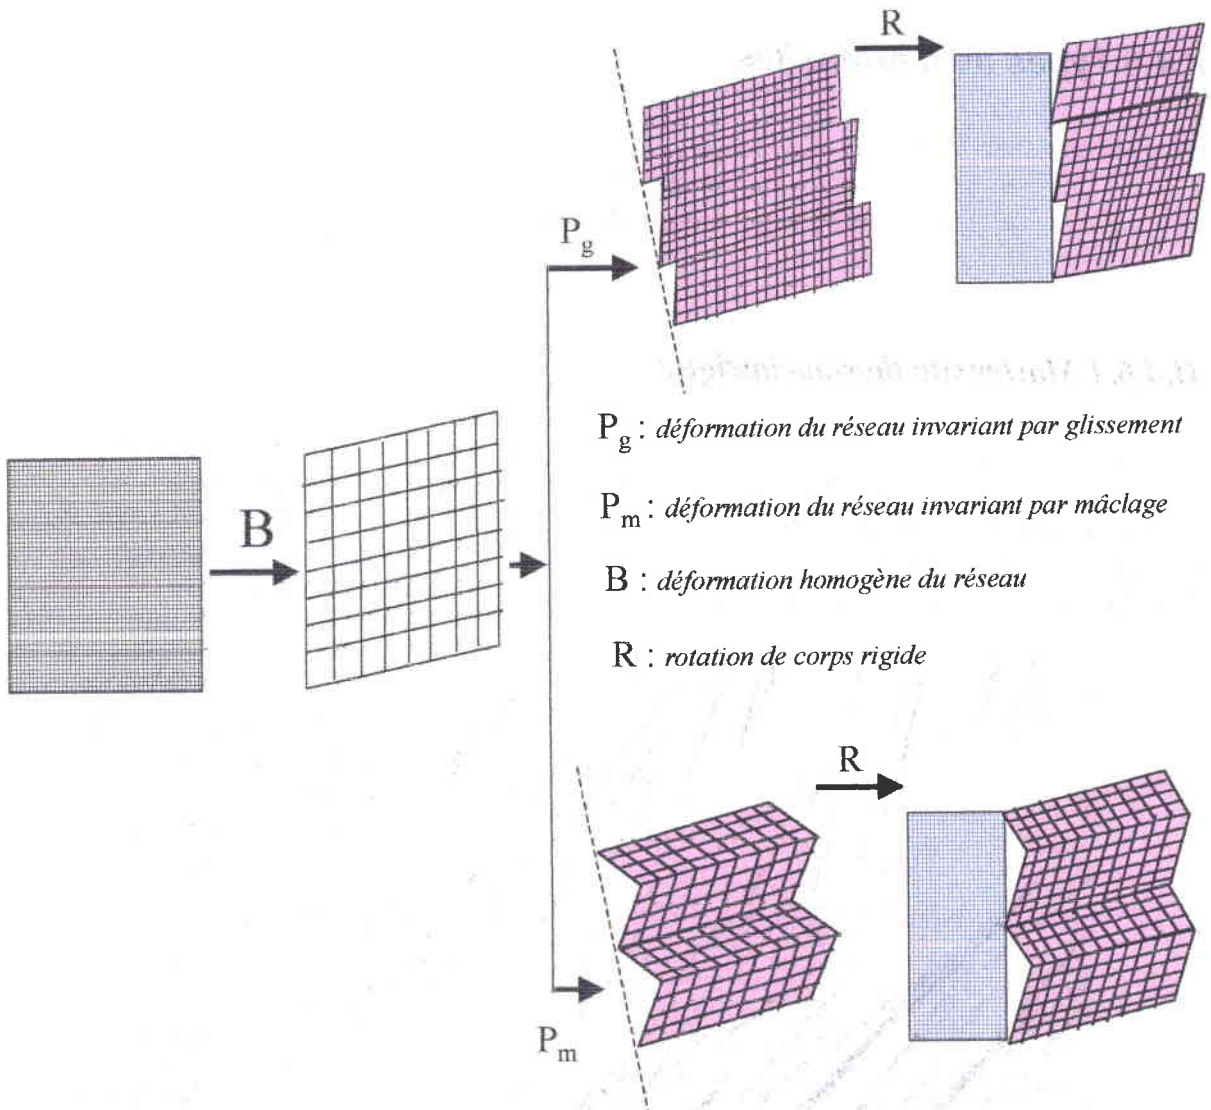 R
P_g
P_g : déformation du réseau invariant par glissement
P_m : déformation du réseau invariant par mâclage
B
B : déformation homogène du réseau
R : rotation de corps rigide
R
P_m